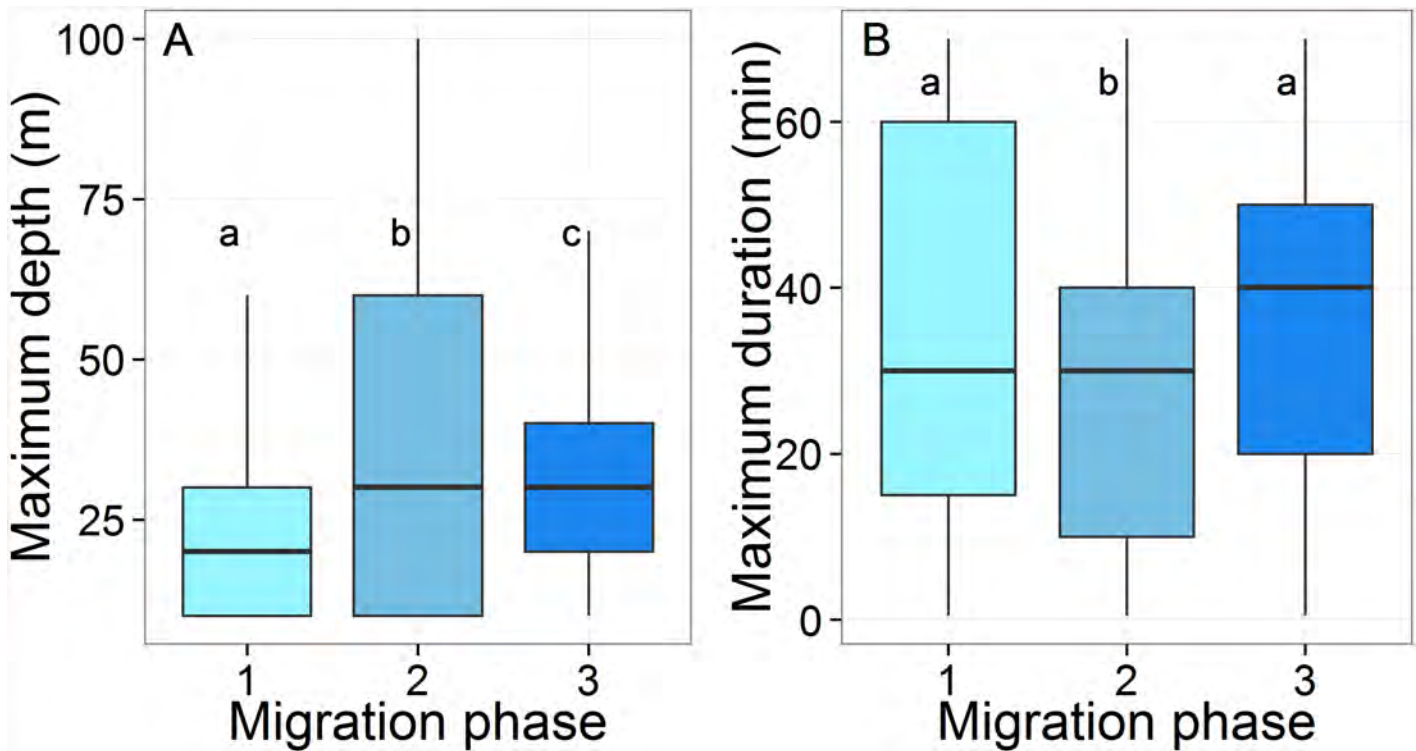 A
Maximum depth (m)
100
75
50
25
a
b
c
1
2
3
Migration phase
B
Maximum duration (min)
60
40
20
0
a
b
a
1
2
3
Migration phase